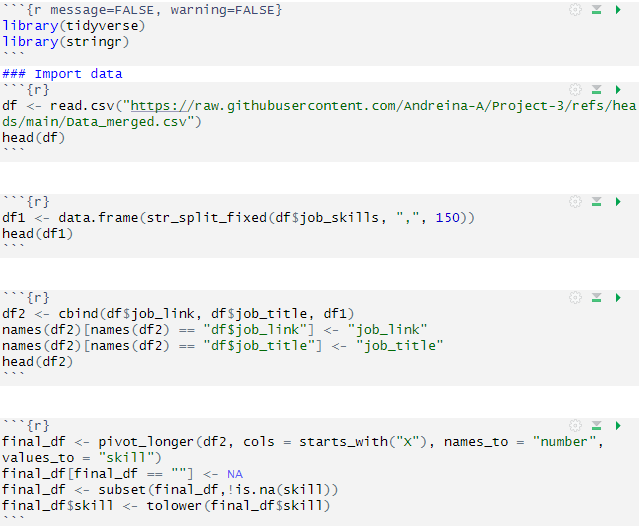 ```{r message=FALSE, warning=FALSE}
library(tidyverse)
library(stringr)
```
### Import data
```{r}
df <- read.csv("https://raw.githubusercontent.com/Andreina-A/Project-3/refs/hea
ds/main/Data_merged.csv")
head(df)
```
```{r}
df1 <- data.frame(str_split_fixed(df$job_skills, ",", 150))
head(df1)
```
```{r}
df2 <- cbind(df$job_link, df$job_title, df1)
names(df2)[names(df2) == "df$job_link"] <- "job_link"
names(df2)[names(df2) == "df$job_title"] <- "job_title"
head(df2)
```
```{r}
final_df <- pivot_longer(df2, cols = starts_with("X"), names_to = "number",
values_to = "skill")
final_df[final_df == ""] <- NA
final_df <- subset(final_df,!is.na(skill))
final_df$skill <- tolower(final_df$skill)
```